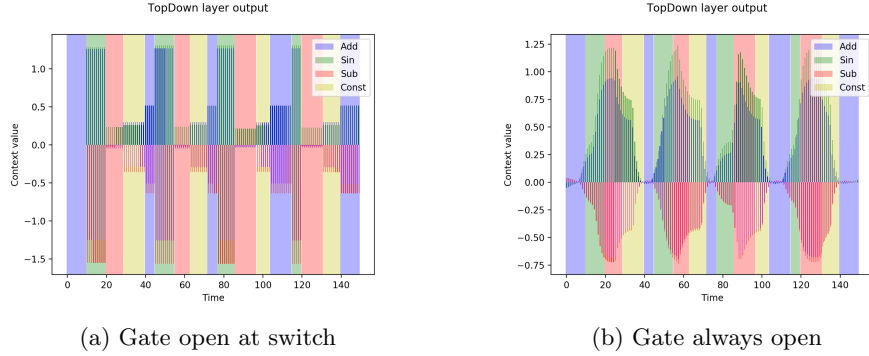 TopDown layer output
Context value
1.0
0.5
0.0
−0.5
−1.0
−1.5
0 20 40 60 80 100 120 140
Time
Add
Sin
Sub
Const
(a) Gate open at switch
TopDown layer output
Context value
1.25
1.00
0.75
0.50
0.25
0.00
−0.25
−0.50
−0.75
0 20 40 60 80 100 120 140
Time
Add
Sin
Sub
Const
(b) Gate always open